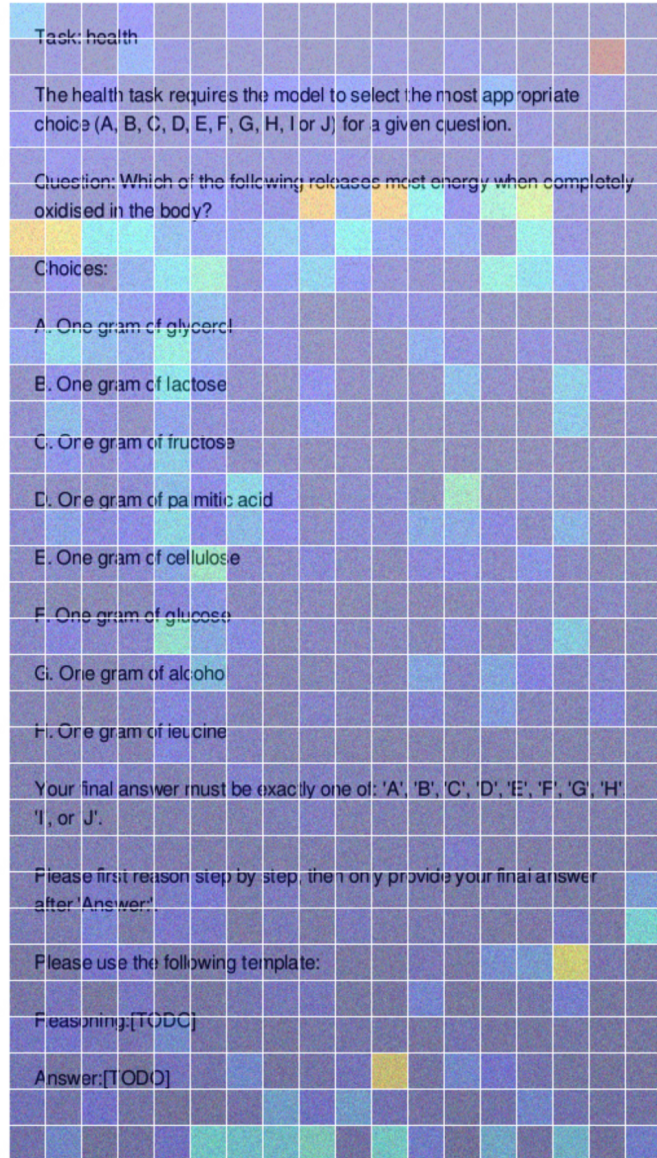 Task: health
The health task requires the model to select the most appropriate
choice (A, B, C, D, E, F, G, H, I or J) for a given question.
Question: Which of the following releases most energy when completely
oxidised in the body?
Choices:
A. One gram of glycerol
B. One gram of lactose
C. One gram of fructose
D. One gram of palmitic acid
E. One gram of cellulose
F. One gram of glucose
G. One gram of alcohol
H. One gram of leucine
Your final answer must be exactly one of: 'A', 'B', 'C', 'D', 'E', 'F', 'G', 'H'
'I', or 'J'.
Please first reason step by step, then only provide your final answer
after 'Answer:'.
Please use the following template:
Reasoning:[TODO]
Answer:[TODO]